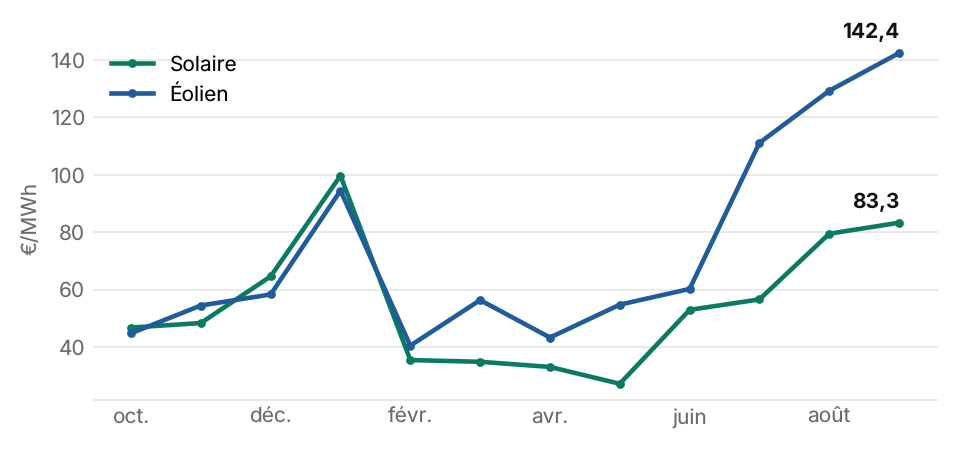 142,4
140
Solaire
Éolien
120
100
83,3
80
€/MWh
60
40
oct.
déc.
févr.
avr.
juin
août